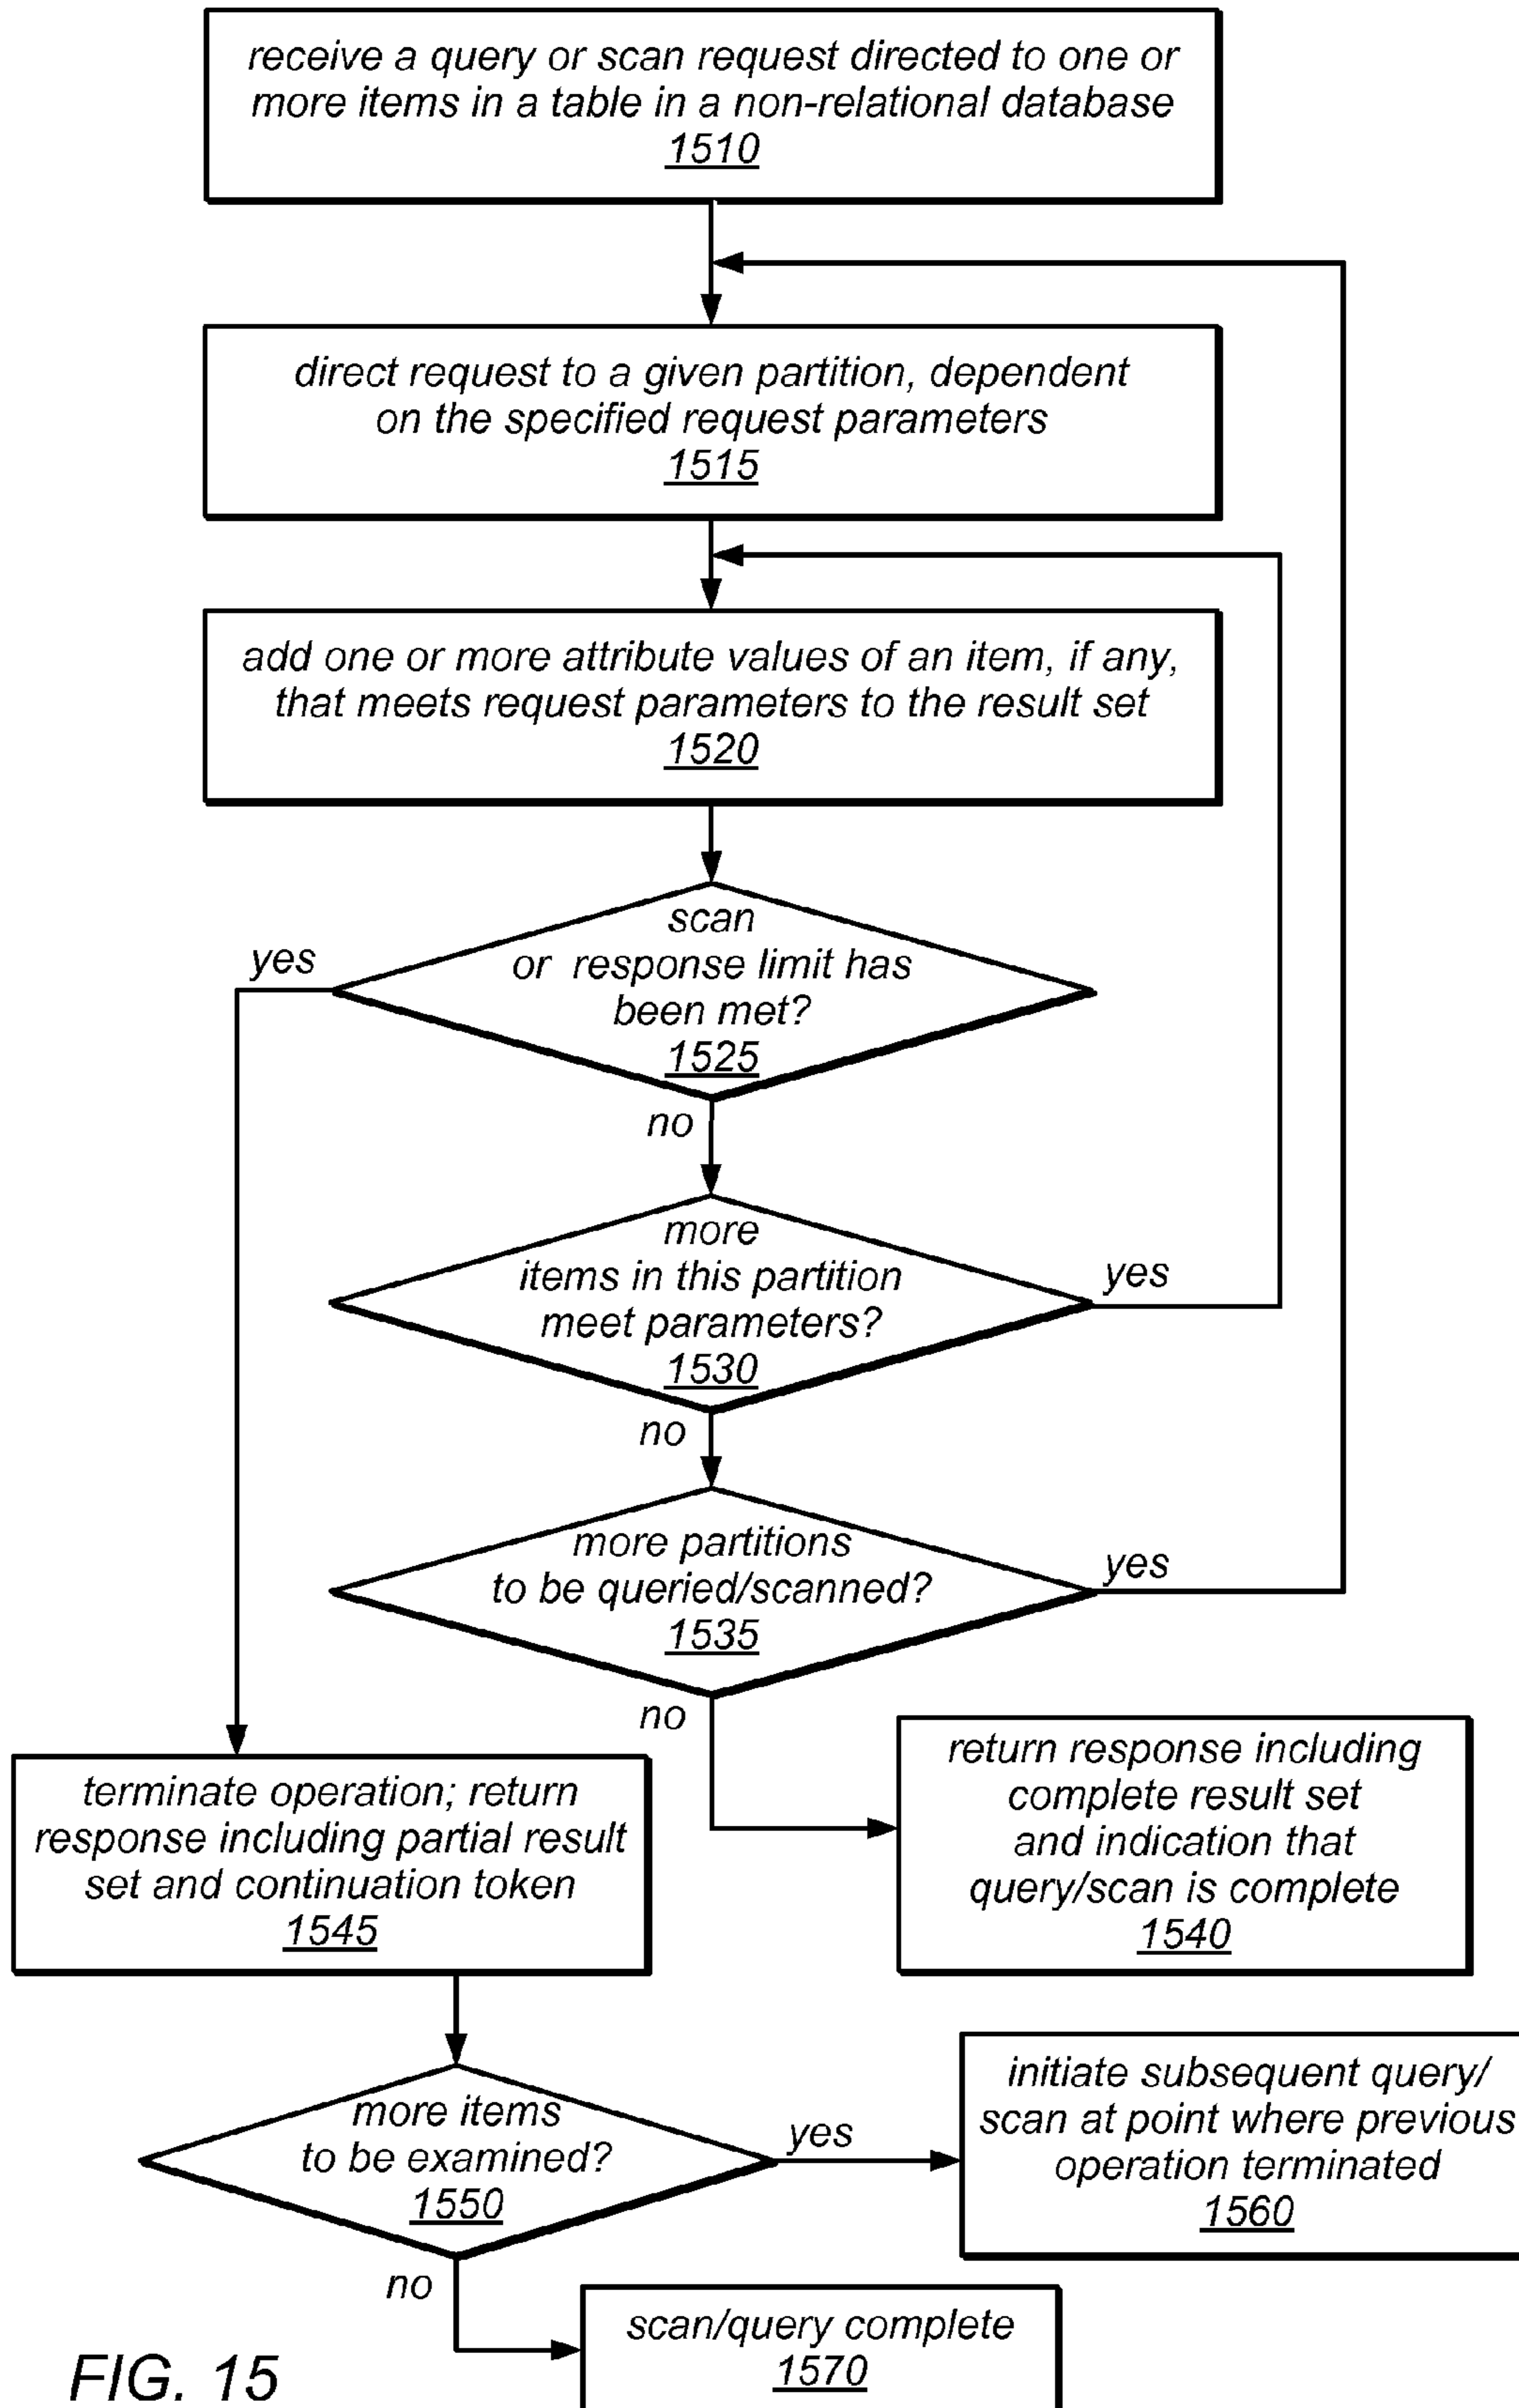 receive a query or scan request directed to one or
more items in a table in a non-relational database
1510
direct request to a given partition, dependent
on the specified request parameters
1515
add one or more attribute values of an item, if any,
that meets request parameters to the result set
1520
scan
or response limit has
been met?
1525
yes
no
more
items in this partition
meet parameters?
1530
yes
no
more partitions
to be queried/scanned?
1535
yes
no
return response including
complete result set
and indication that
query/scan is complete
1540
terminate operation; return
response including partial result
set and continuation token
1545
more items
to be examined?
1550
yes
no
initiate subsequent query/
scan at point where previous
operation terminated
1560
scan/query complete
1570
FIG. 15